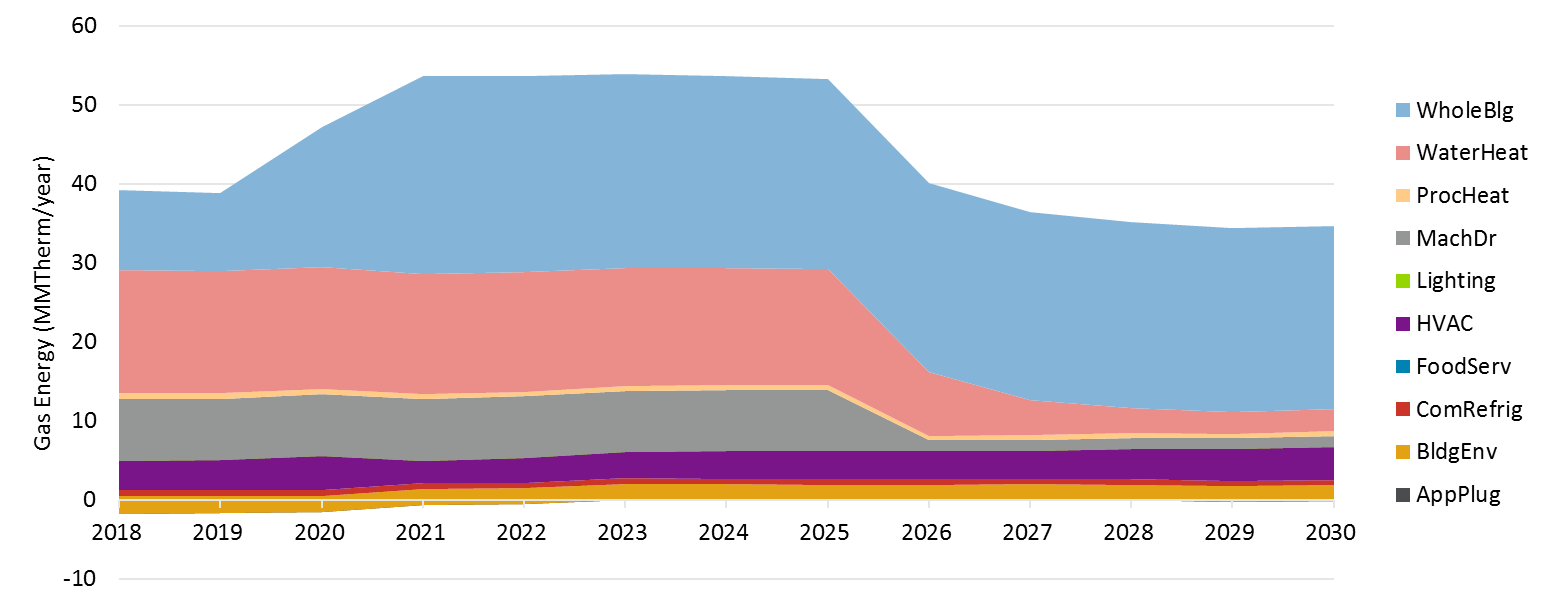 60
50
40
30
20
10
0
-10
Gas Energy (MMTherm/year)
2018 2019 2020 2021 2022 2023 2024 2025 2026 2027 2028 2029 2030
WholeBlg
WaterHeat
ProcHeat
MachDr
Lighting
HVAC
FoodServ
ComRefrig
BldgEnv
AppPlug